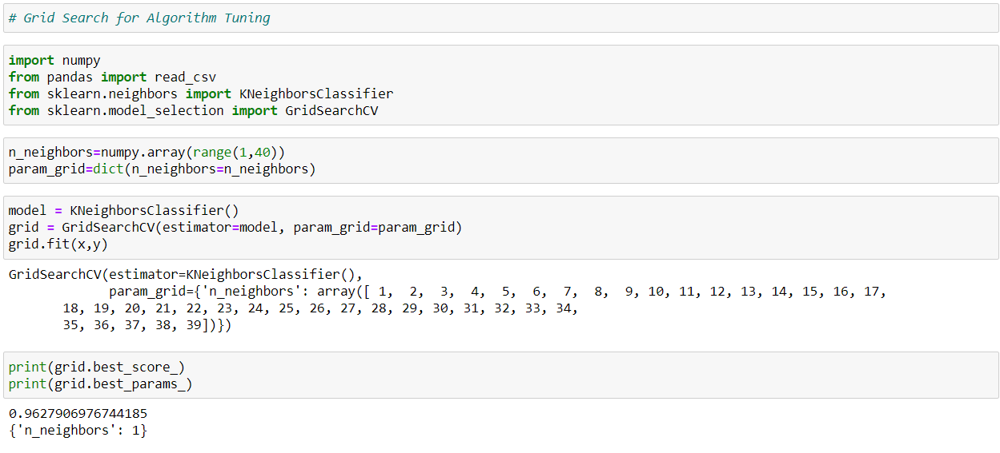 # Grid Search for Algorithm Tuning
import numpy
from pandas import read_csv
from sklearn.neighbors import KNeighborsClassifier
from sklearn.model_selection import GridSearchCV
n_neighbors=numpy.array(range(1,40))
param_grid=dict(n_neighbors=n_neighbors)
model = KNeighborsClassifier()
grid = GridSearchCV(estimator=model, param_grid=param_grid)
grid.fit(x,y)
GridSearchCV(estimator=KNeighborsClassifier(),
             param_grid={'n_neighbors': array([ 1,  2,  3,  4,  5,  6,  7,  8,  9, 10, 11, 12, 13, 14, 15, 16, 17,
       18, 19, 20, 21, 22, 23, 24, 25, 26, 27, 28, 29, 30, 31, 32, 33, 34,
       35, 36, 37, 38, 39])})
print(grid.best_score_)
print(grid.best_params_)
0.9627906976744185
{'n_neighbors': 1}